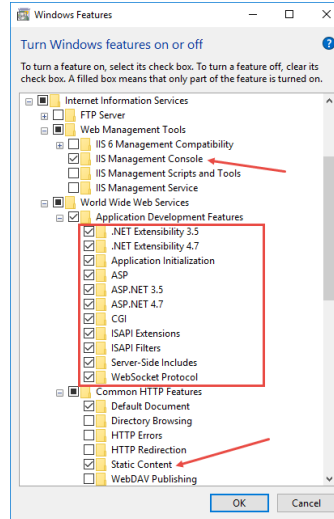 Windows Features
Turn Windows features on or off
To turn a feature on, select its check box. To turn a feature off, clear its
check box. A filled box means that only part of the feature is turned on.
Internet Information Services
FTP Server
Web Management Tools
IIS 6 Management Compatibility
IIS Management Console
IIS Management Scripts and Tools
IIS Management Service
World Wide Web Services
Application Development Features
.NET Extensibility 3.5
.NET Extensibility 4.7
Application Initialization
ASP
ASP.NET 3.5
ASP.NET 4.7
CGI
ISAPI Extensions
ISAPI Filters
Server-Side Includes
WebSocket Protocol
Common HTTP Features
Default Document
Directory Browsing
HTTP Errors
HTTP Redirection
Static Content
WebDAV Publishing
OK Cancel